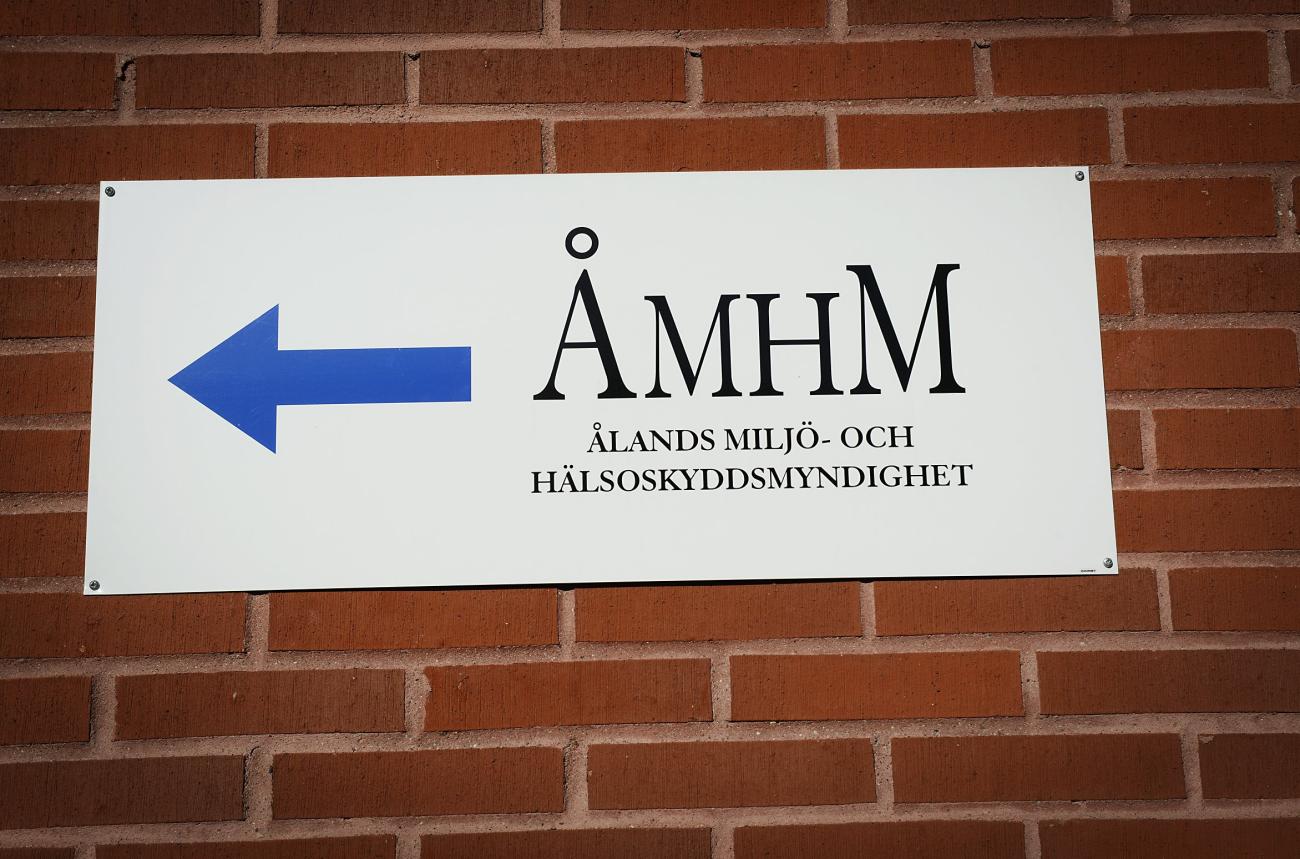 ÅMHM
ÅLANDS MILJÖ- OCH
HÄLSOSKYDDSMYNDIGHET